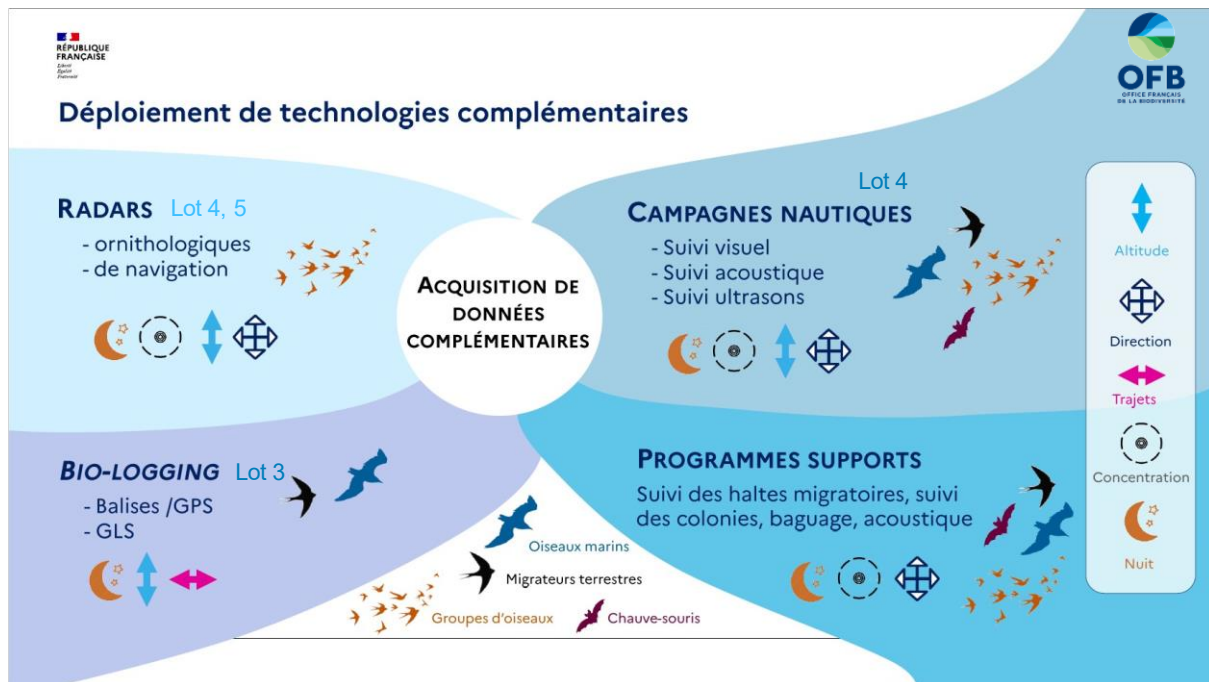 RÉPUBLIQUE
FRANÇAISE
Liberté
Égalité
Fraternité
OFB
OFFICE FRANÇAIS
DE LA BIODIVERSITÉ
Déploiement de technologies complémentaires
RADARS Lot 4, 5
- ornithologiques
- de navigation
Lot 4
CAMPAGNES NAUTIQUES
- Suivi visuel
- Suivi acoustique
- Suivi ultrasons
ACQUISITION DE
DONNÉES
COMPLÉMENTAIRES
BIO-LOGGING Lot 3
- Balises /GPS
- GLS
PROGRAMMES SUPPORTS
Suivi des haltes migratoires, suivi
des colonies, baguage, acoustique
Oiseaux marins
Migrateurs terrestres
Groupes d'oiseaux
Chauve-souris
Altitude
Direction
Trajets
Concentration
Nuit